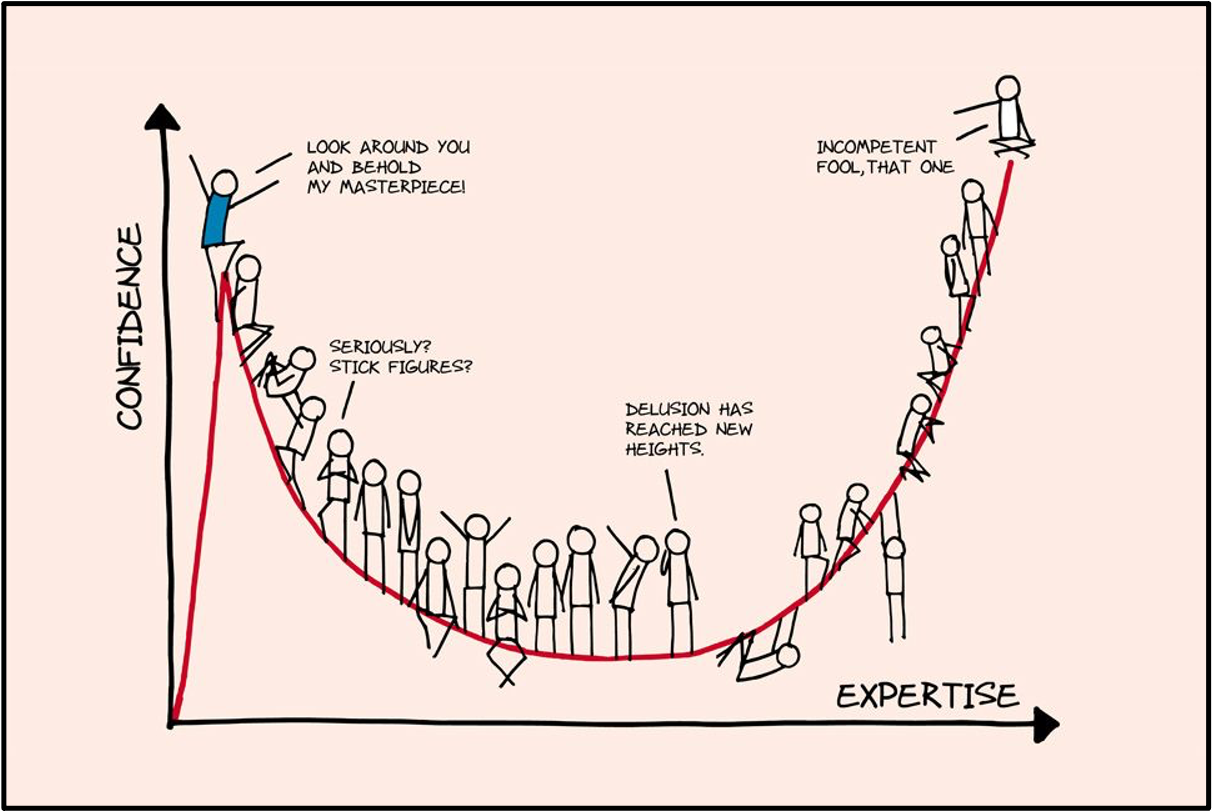 LOOK AROUND YOU
AND BEHOLD
MY MASTERPIECE!
INCOMPETENT
FOOL, THAT ONE
CONFIDENCE
SERIOUSLY?
STICK FIGURES?
DELUSION HAS
REACHED NEW
HEIGHTS.
EXPERTISE